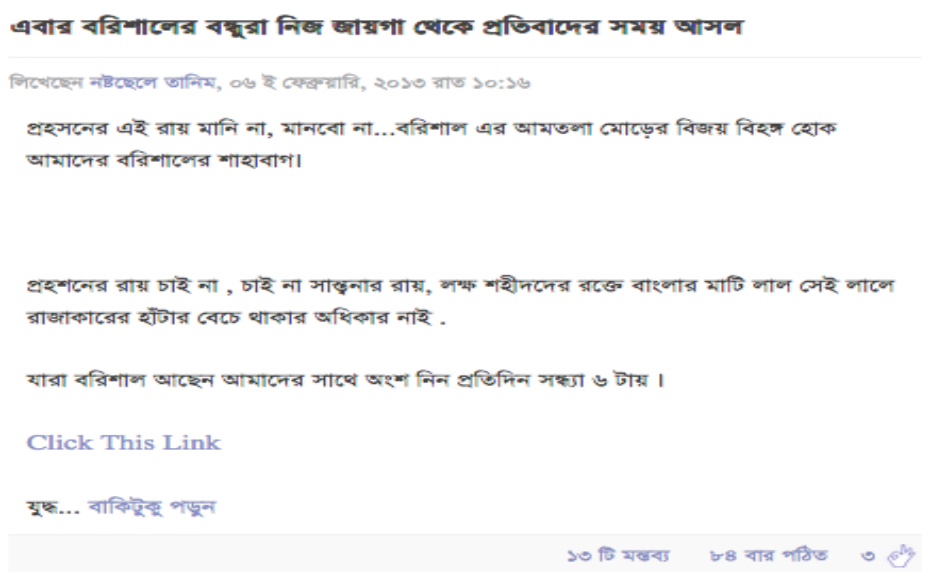 এবার বরিশালের বন্ধুরা নিজ জায়গা থেকে প্রতিবাদের সময় আসল
লিখেছেন নষ্টছেলে তানিম, ০৬ ই ফেব্রুয়ারি, ২০১৩ রাত ১০:১৬
প্রহসনের এই রায় মানি না, মানবো না...বরিশাল এর আমতলা মোড়ের বিজয় বিহঙ্গ হোক
আমাদের বরিশালের শাহাবাগ।
প্রহশনের রায় চাই না , চাই না সান্ত্বনার রায়, লক্ষ শহীদদের রক্তে বাংলার মাটি লাল সেই লালে
রাজাকারের হাঁটার বেচে থাকার অধিকার নাই .
যারা বরিশাল আছেন আমাদের সাথে অংশ নিন প্রতিদিন সন্ধ্যা ৬ টায় ।
Click This Link
যুদ্ধ... বাকিটুকু পড়ুন
১৩ টি মন্তব্য ৮৪ বার পঠিত ৩